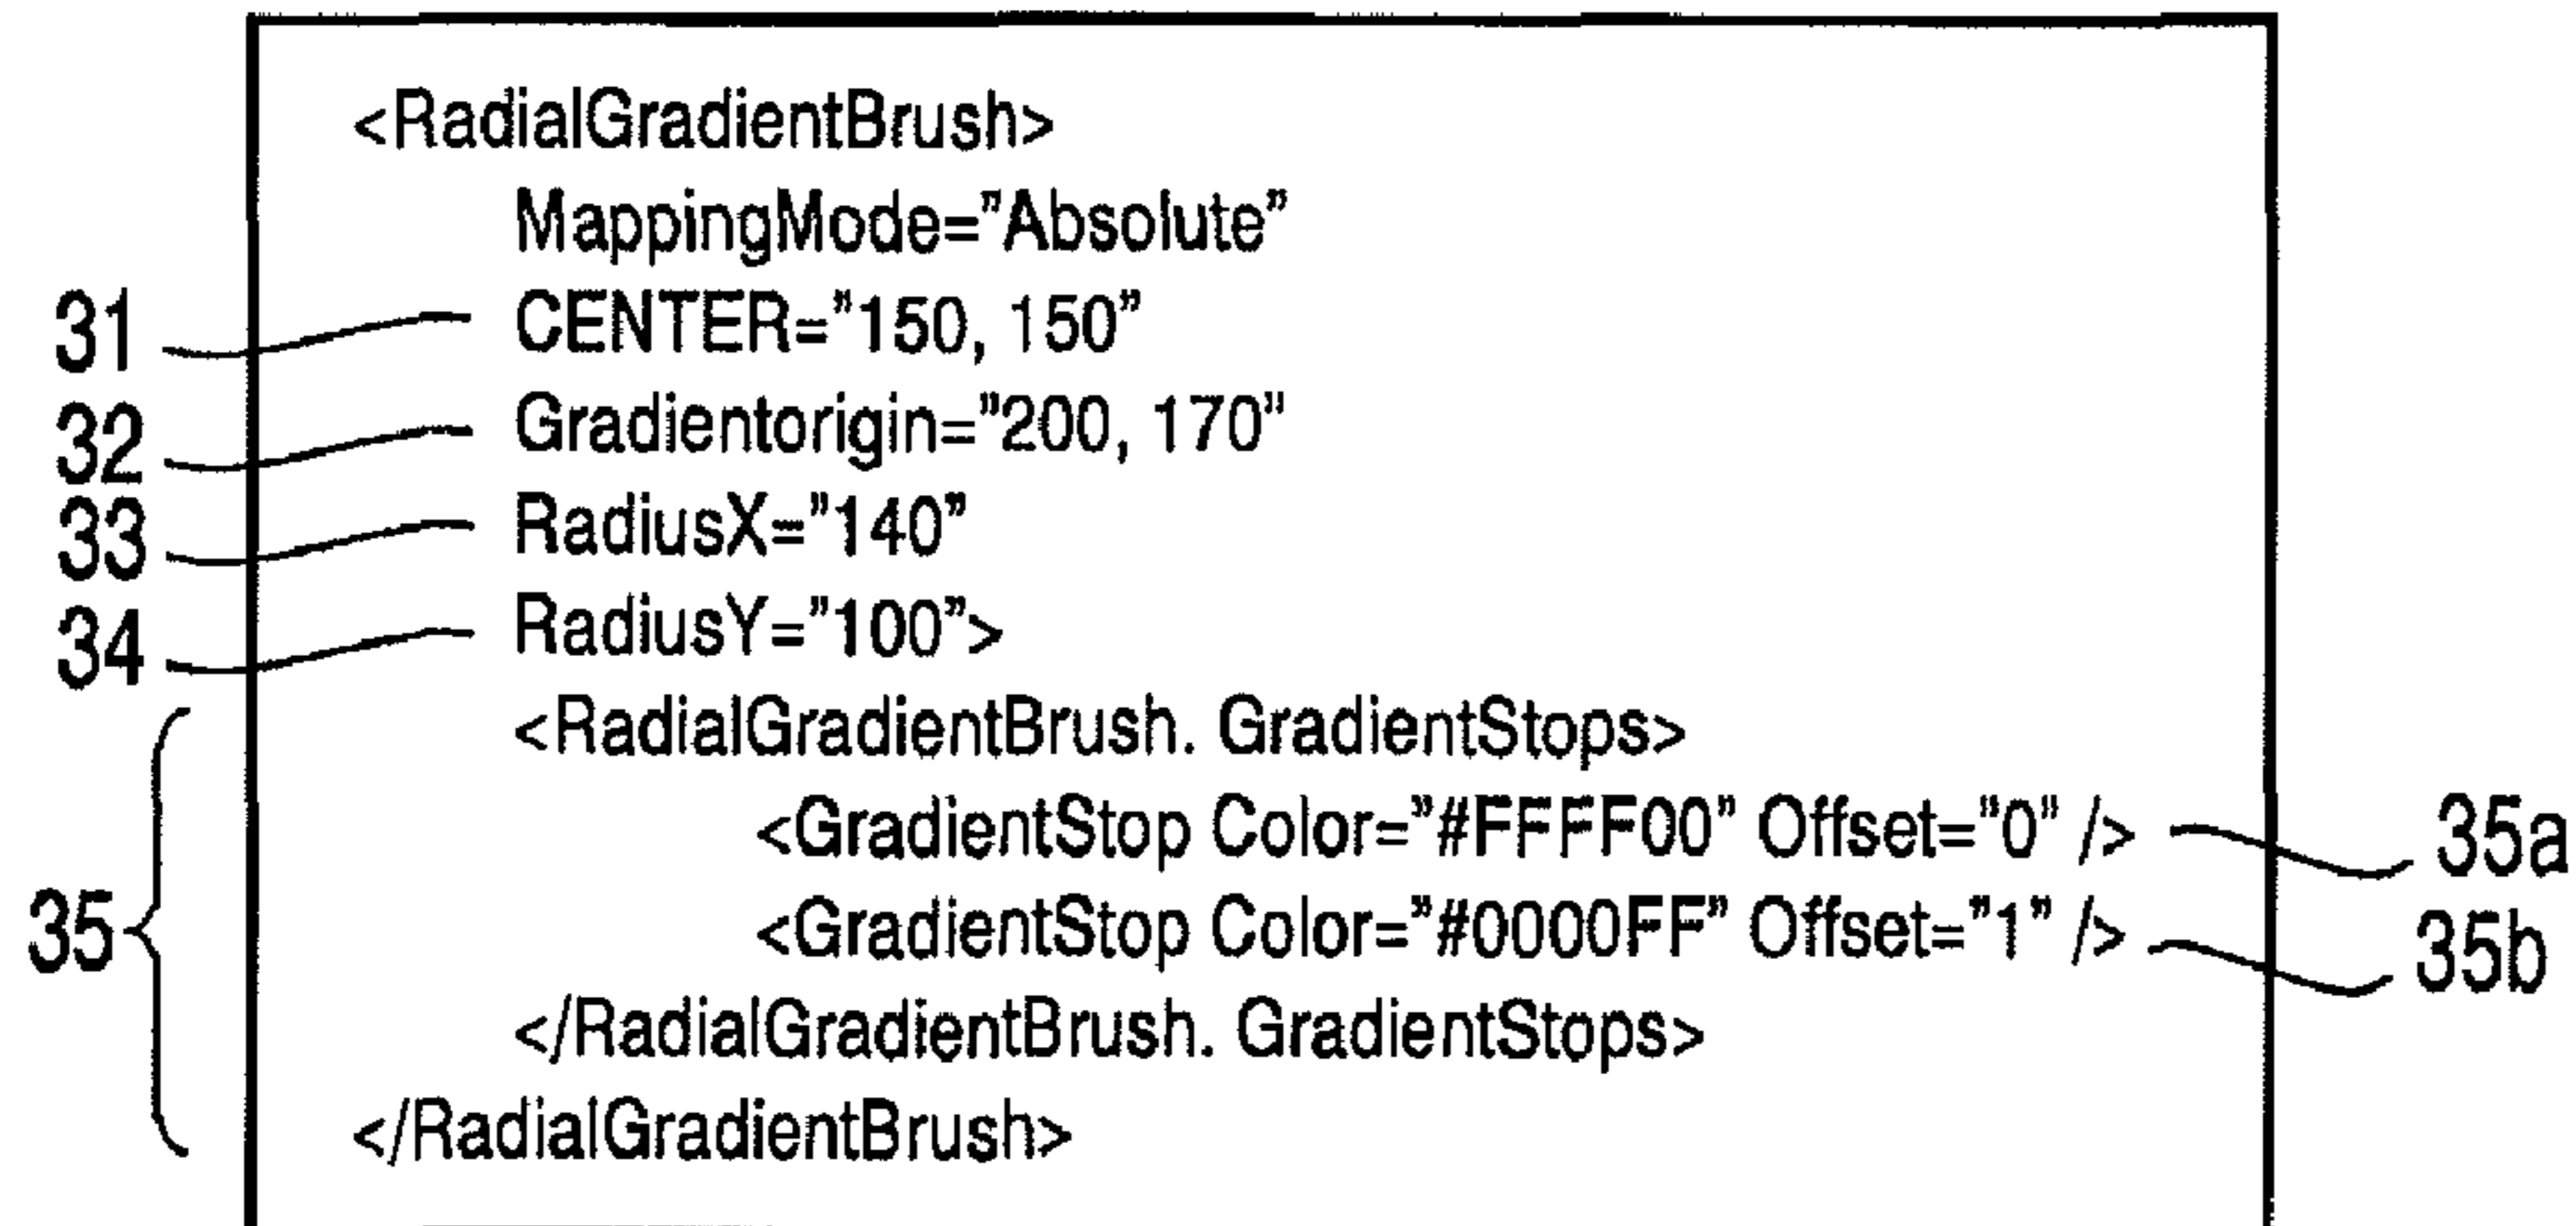 <RadialGradientBrush>
MappingMode=”Absolute”
31 CENTER=”150, 150”
32 Gradientorigin=”200, 170”
33 RadiusX=”140”
34 RadiusY=”100”>
<RadialGradientBrush. GradientStops>
<GradientStop Color=”#FFFF00” Offset=”0” /> 35a
35 <GradientStop Color=”#0000FF” Offset=”1” /> 35b
</RadialGradientBrush. GradientStops>
</RadialGradientBrush>